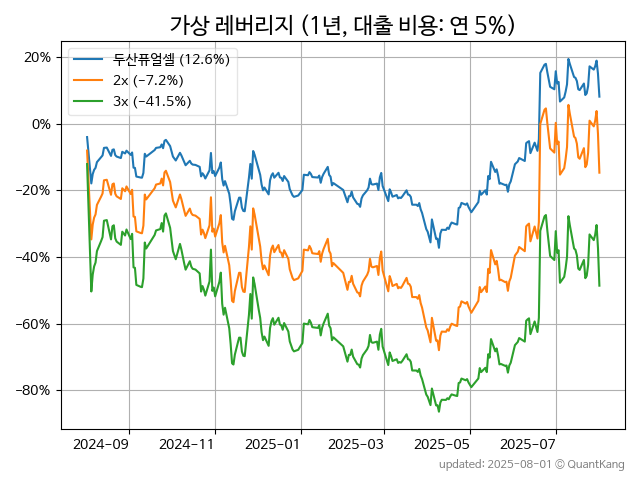 가상 레버리지 (1년, 대출 비용: 연 5%)
두산퓨얼셀 (12.6%)
2x (−7.2%)
3x (−41.5%)
20%
0%
−20%
−40%
−60%
−80%
2024-09 2024-11 2025-01 2025-03 2025-05 2025-07
updated: 2025-08-01 © QuantKang